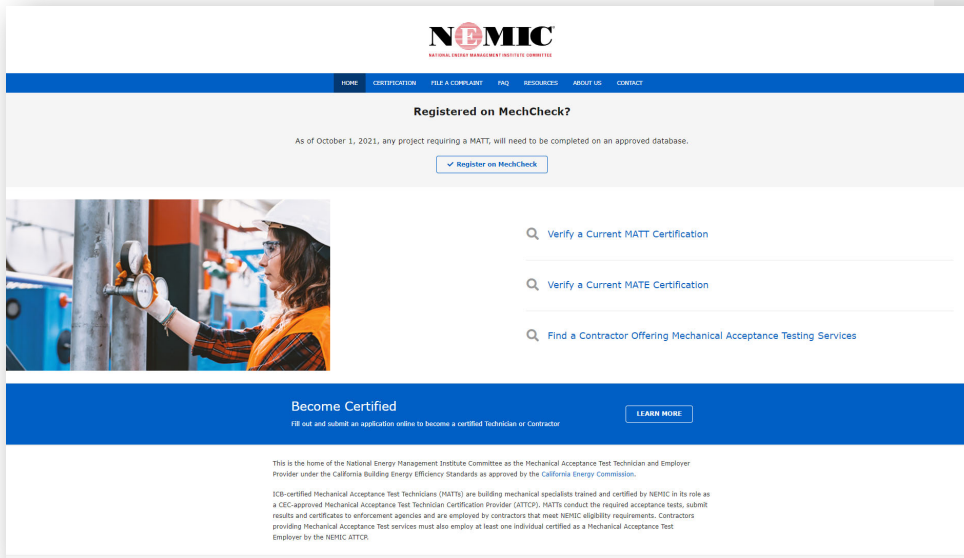 NEMIC
NATIONAL ENERGY MANAGEMENT INSTITUTE COMMITTEE
HOME CERTIFICATION FILE A COMPLAINT FAQ RESOURCES ABOUT US CONTACT
Registered on MechCheck?
As of October 1, 2021, any project requiring a MATT, will need to be completed on an approved database.
Register on MechCheck
Verify a Current MATT Certification
Verify a Current MATE Certification
Find a Contractor Offering Mechanical Acceptance Testing Services
Become Certified
Fill out and submit an application online to become a certified Technician or Contractor
LEARN MORE
This is the home of the National Energy Management Institute Committee as the Mechanical Acceptance Test Technician and Employer
Provider under the California Building Energy Efficiency Standards as approved by the California Energy Commission.
ICB-certified Mechanical Acceptance Test Technicians (MATTs) are building mechanical specialists trained and certified by NEMIC in its role as
a CEC-approved Mechanical Acceptance Test Technician Certification Provider (ATTCP). MATTs conduct the required acceptance tests, submit
results and certificates to enforcement agencies and are employed by contractors that meet NEMIC eligibility requirements. Contractors
providing Mechanical Acceptance Test services must also employ at least one individual certified as a Mechanical Acceptance Test
Employer by the NEMIC ATTCP.